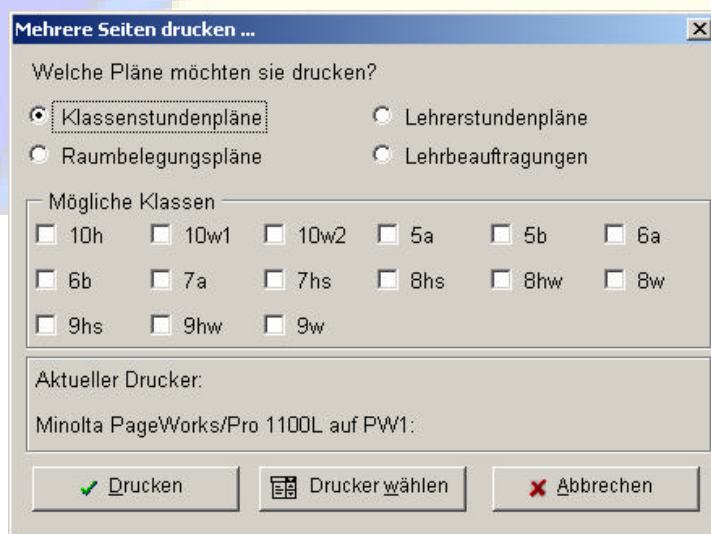 Mehrere Seiten drucken ...
Welche Pläne möchten sie drucken?
Klassenstundenpläne Lehrerstundenpläne
Raumbelegungspläne Lehrbeauftragungen
Mögliche Klassen
10h 10w1 10w2 5a 5b 6a
6b 7a 7hs 8hs 8hw 8w
9hs 9hw 9w
Aktueller Drucker:
Minolta PageWorks/Pro 1100L auf PW1:
Drucken Drucker wählen Abbrechen